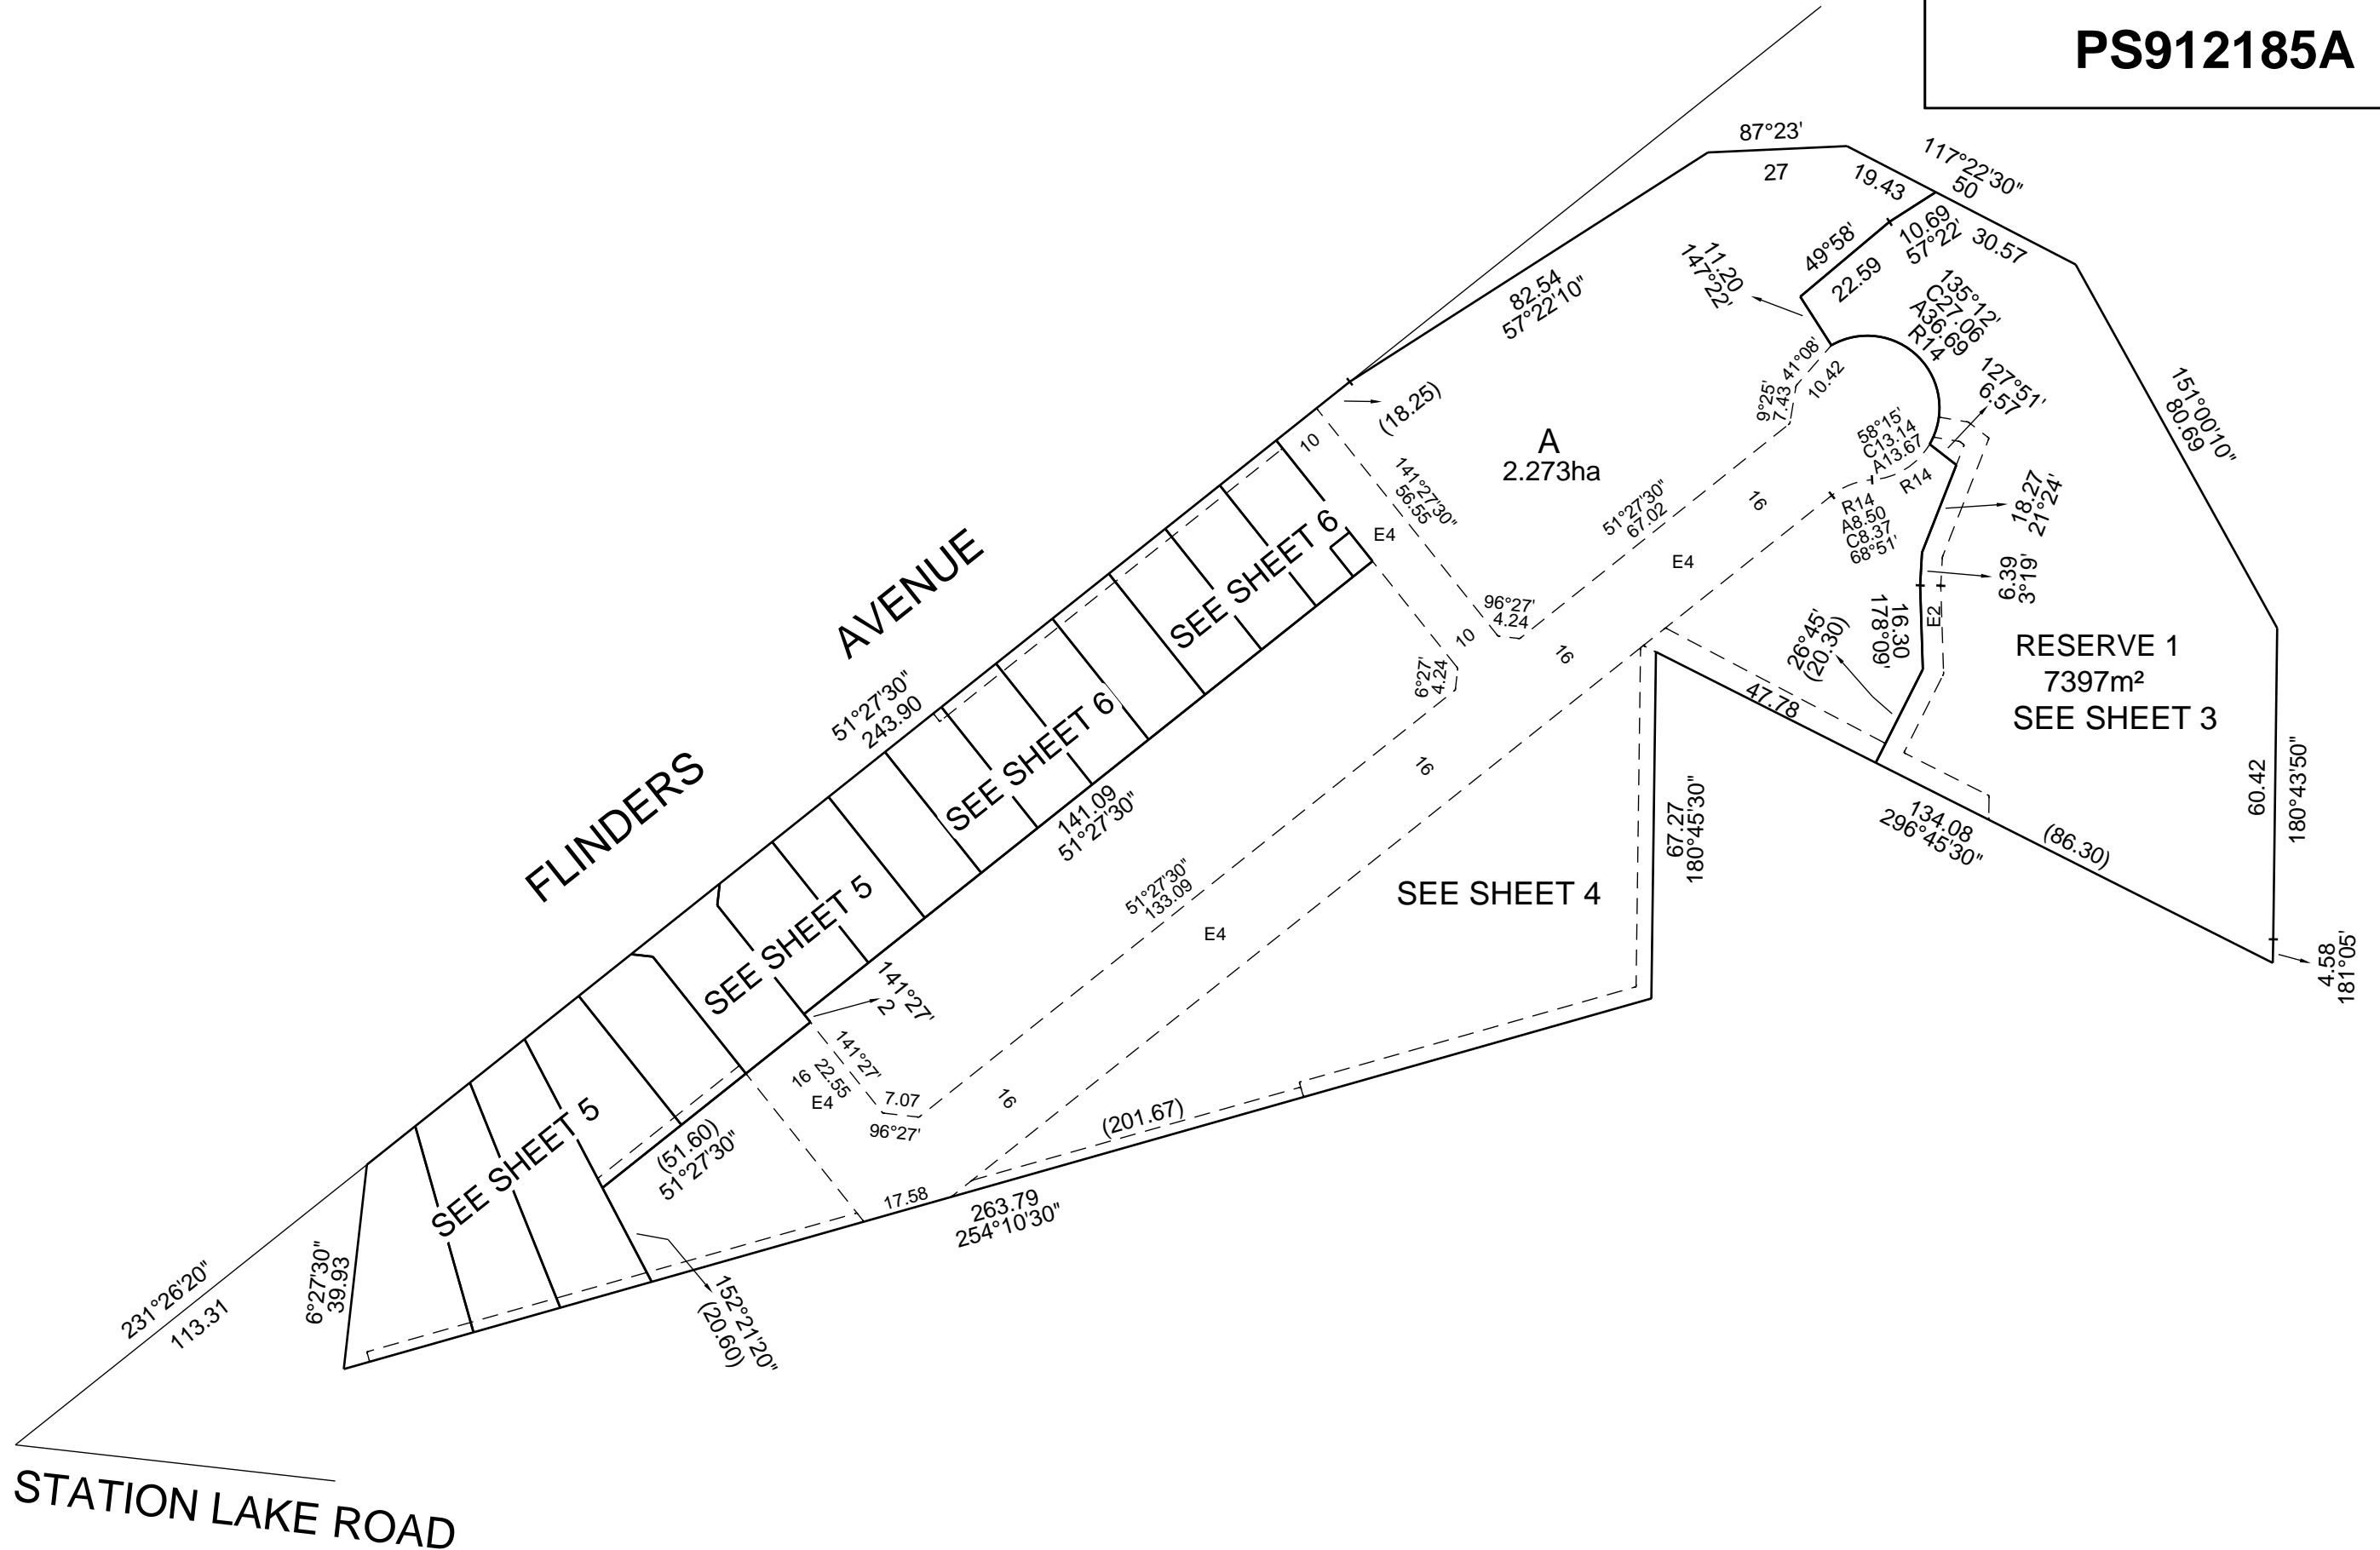 PS912185A
87°23'
27
117°22'30"
50
19.43
10.69
57°22'
30.57
49°58'
22.59
11.20
147°22'
82.54
57°22'10"
135°12'
C27.06
A36.69
R14
127°51'
6.57
151°00'10"
80.69
41°08'
10.42
9°25'
7.43
(18.25)
10
A
2.273ha
58°15'
C13.14
A13.67
R14
R14
A8.50
C8.37
68°51'
18.27
21°24'
6.39
3°19'
141°27'30"
56.55
51°27'30"
67.02
16
E4
E4
SEE SHEET 6
96°27'
4.24
10
16
6°27'
4.24
E2
16.30
178°09'
26°45'
(20.30)
RESERVE 1
7397m²
SEE SHEET 3
47.78
60.42
180°43'50"
134.08
296°45'30"
(86.30)
4.58
181°05'
67.27
180°45'30"
SEE SHEET 4
FLINDERS
AVENUE
51°27'30"
243.90
SEE SHEET 6
141.09
51°27'30"
16
51°27'30"
133.09
E4
SEE SHEET 5
141°27'
2
141°27'
22.55
16
E4
7.07
96°27'
16
(201.67)
17.58
263.79
254°10'30"
(51.60)
51°27'30"
SEE SHEET 5
152°21'20"
(20.60)
6°27'30"
39.93
231°26'20"
113.31
STATION LAKE ROAD